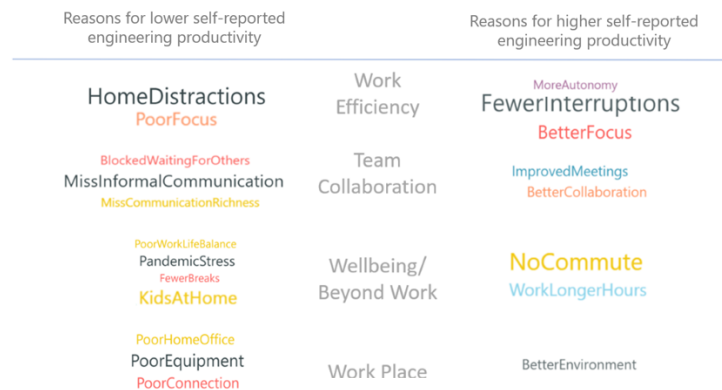 Reasons for lower self-reported
engineering productivity
Reasons for higher self-reported
engineering productivity
Work
Efficiency
HomeDistractions
PoorFocus
MoreAutonomy
FewerInterruptions
BetterFocus
Team
Collaboration
BlockedWaitingForOthers
MissInformalCommunication
MissCommunicationRichness
ImprovedMeetings
BetterCollaboration
Wellbeing/
Beyond Work
PoorWorkLifeBalance
PandemicStress
FewerBreaks
KidsAtHome
NoCommute
WorkLongerHours
Work Place
PoorHomeOffice
PoorEquipment
PoorConnection
BetterEnvironment